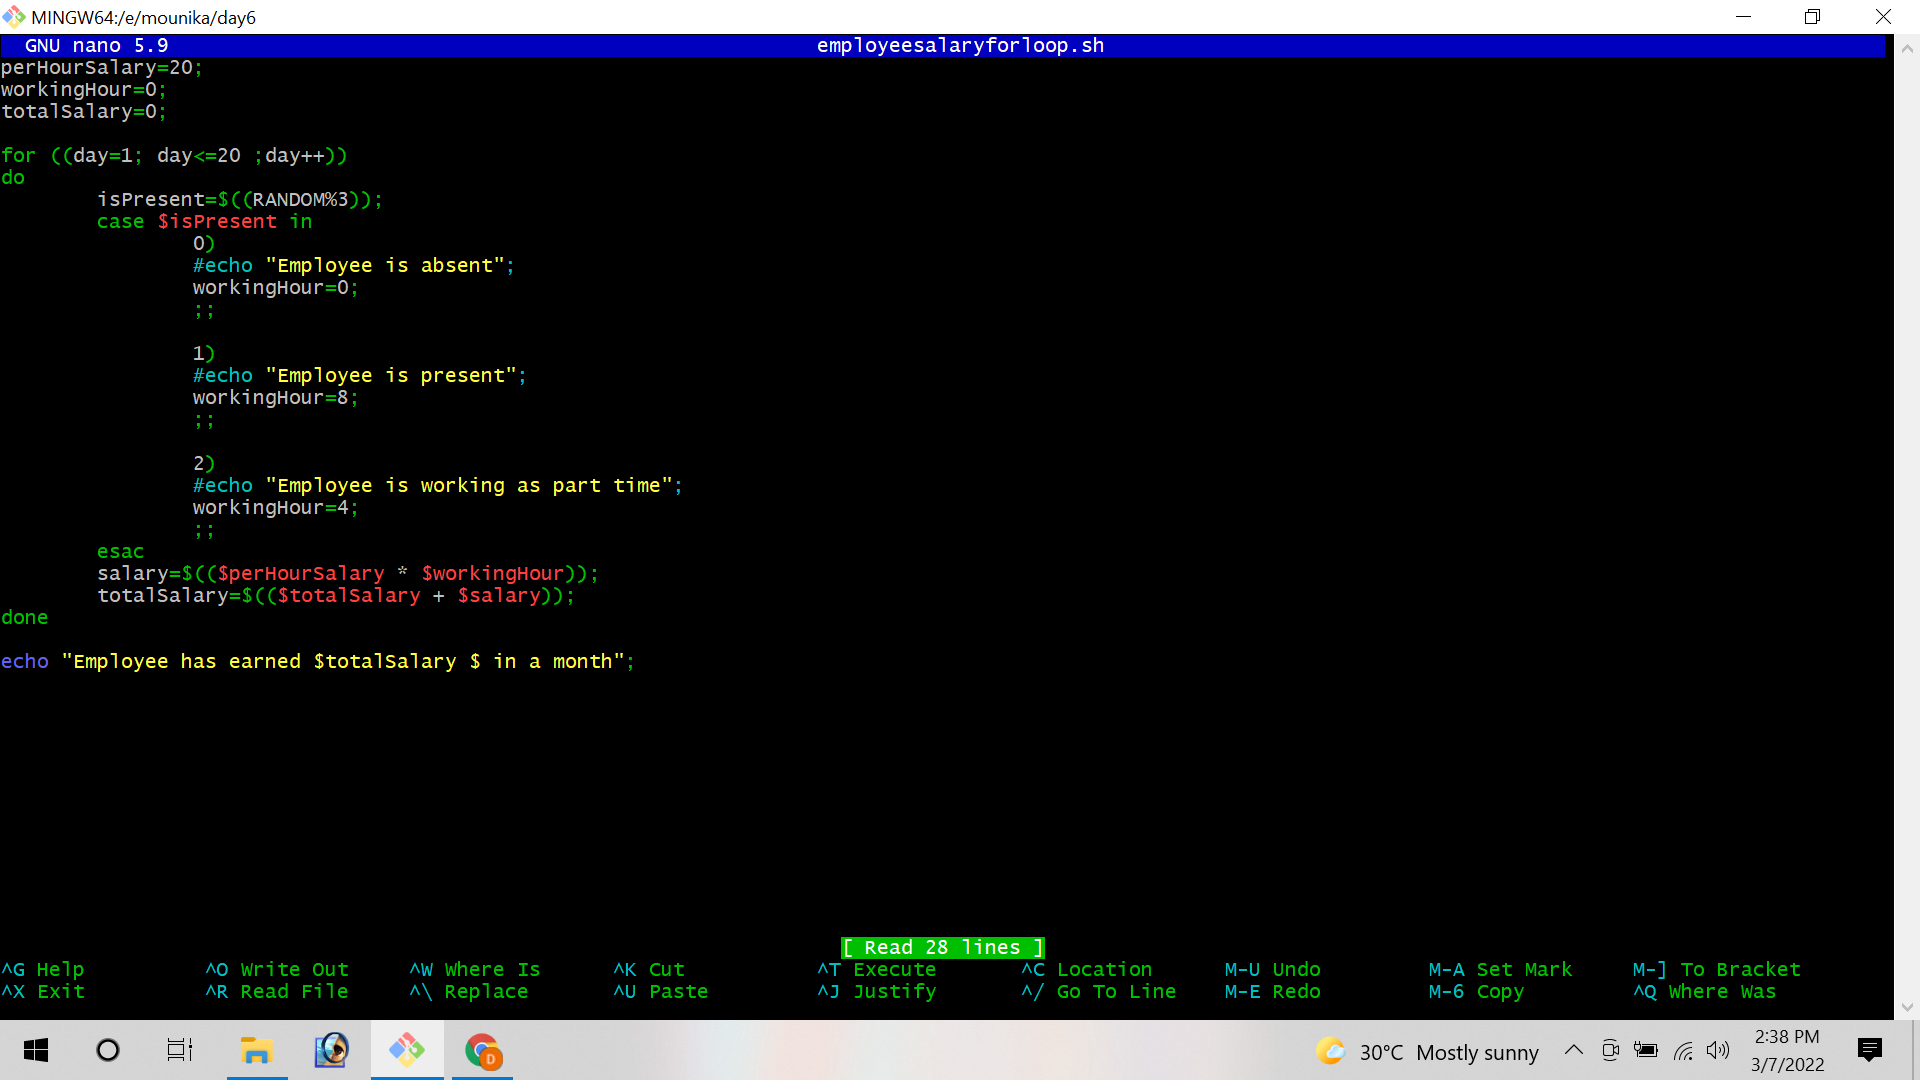 MINGW64:/e/mounika/day6
GNU nano 5.9 employeesalaryforloop.sh
perHourSalary=20;
workingHour=0;
totalSalary=0;

for ((day=1; day<=20 ;day++))
do
        isPresent=$((RANDOM%3));
        case $isPresent in
                0)
                #echo "Employee is absent";
                workingHour=0;
                ;;

                1)
                #echo "Employee is present";
                workingHour=8;
                ;;

                2)
                #echo "Employee is working as part time";
                workingHour=4;
                ;;
        esac
        salary=$(($perHourSalary * $workingHour));
        totalSalary=$(($totalSalary + $salary));
done

echo "Employee has earned $totalSalary $ in a month";
[ Read 28 lines ]
^G Help ^O Write Out ^W Where Is ^K Cut ^T Execute ^C Location M-U Undo M-A Set Mark M-] To Bracket
^X Exit ^R Read File ^\ Replace ^U Paste ^J Justify ^/ Go To Line M-E Redo M-6 Copy ^Q Where Was
D
30°C Mostly sunny
2:38 PM
3/7/2022